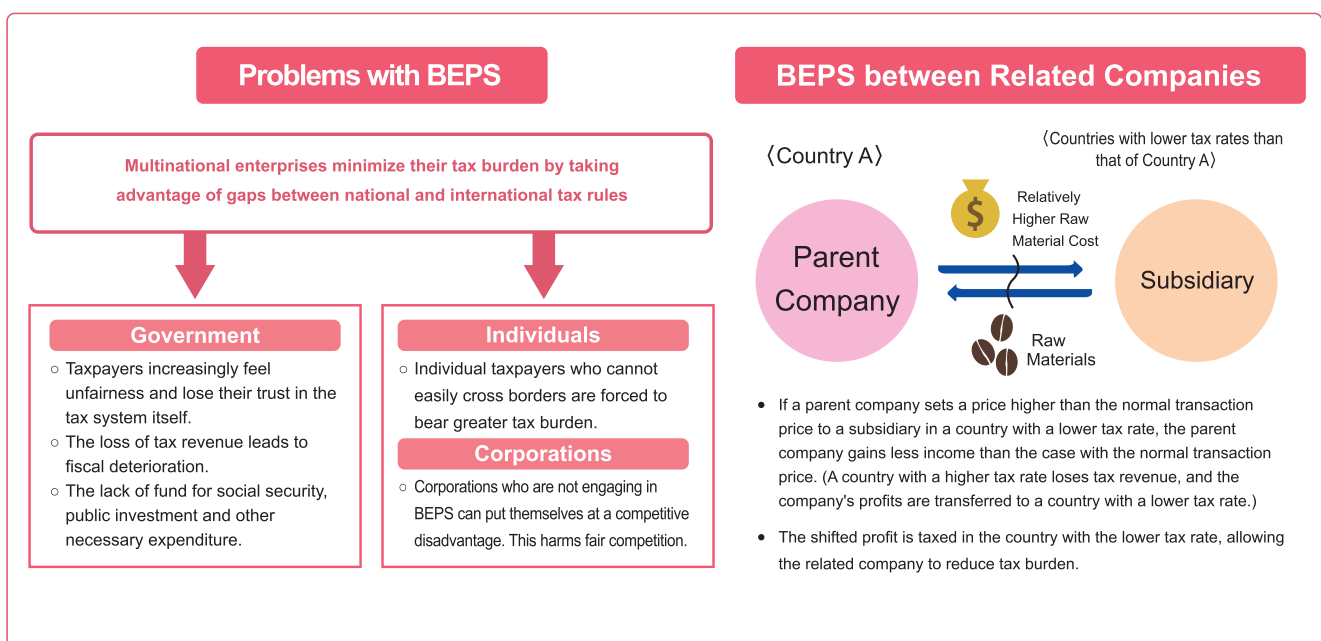 Problems with BEPS
Multinational enterprises minimize their tax burden by taking
advantage of gaps between national and international tax rules
Government
○ Taxpayers increasingly feel
unfairness and lose their trust in the
tax system itself.
○ The loss of tax revenue leads to
fiscal deterioration.
○ The lack of fund for social security,
public investment and other
necessary expenditure.
Individuals
○ Individual taxpayers who cannot
easily cross borders are forced to
bear greater tax burden.
Corporations
○ Corporations who are not engaging in
BEPS can put themselves at a competitive
disadvantage. This harms fair competition.
BEPS between Related Companies
〈Country A〉
〈Countries with lower tax rates than
that of Country A〉
$
Relatively
Higher Raw
Material Cost
Parent
Company
Subsidiary
Raw
Materials
• If a parent company sets a price higher than the normal transaction
price to a subsidiary in a country with a lower tax rate, the parent
company gains less income than the case with the normal transaction
price. (A country with a higher tax rate loses tax revenue, and the
company's profits are transferred to a country with a lower tax rate.)
• The shifted profit is taxed in the country with the lower tax rate, allowing
the related company to reduce tax burden.